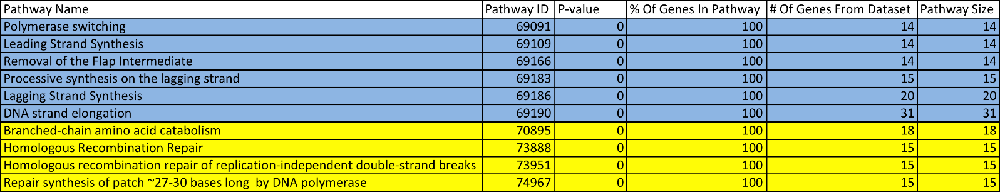 Pathway Name Pathway ID P-value % Of Genes In Pathway # Of Genes From Dataset Pathway Size
Polymerase switching 69091 0 100 14 14
Leading Strand Synthesis 69109 0 100 14 14
Removal of the Flap Intermediate 69166 0 100 14 14
Processive synthesis on the lagging strand 69183 0 100 15 15
Lagging Strand Synthesis 69186 0 100 20 20
DNA strand elongation 69190 0 100 31 31
Branched-chain amino acid catabolism 70895 0 100 18 18
Homologous Recombination Repair 73888 0 100 15 15
Homologous recombination repair of replication-independent double-strand breaks 73951 0 100 15 15
Repair synthesis of patch ~27-30 bases long  by DNA polymerase 74967 0 100 15 15